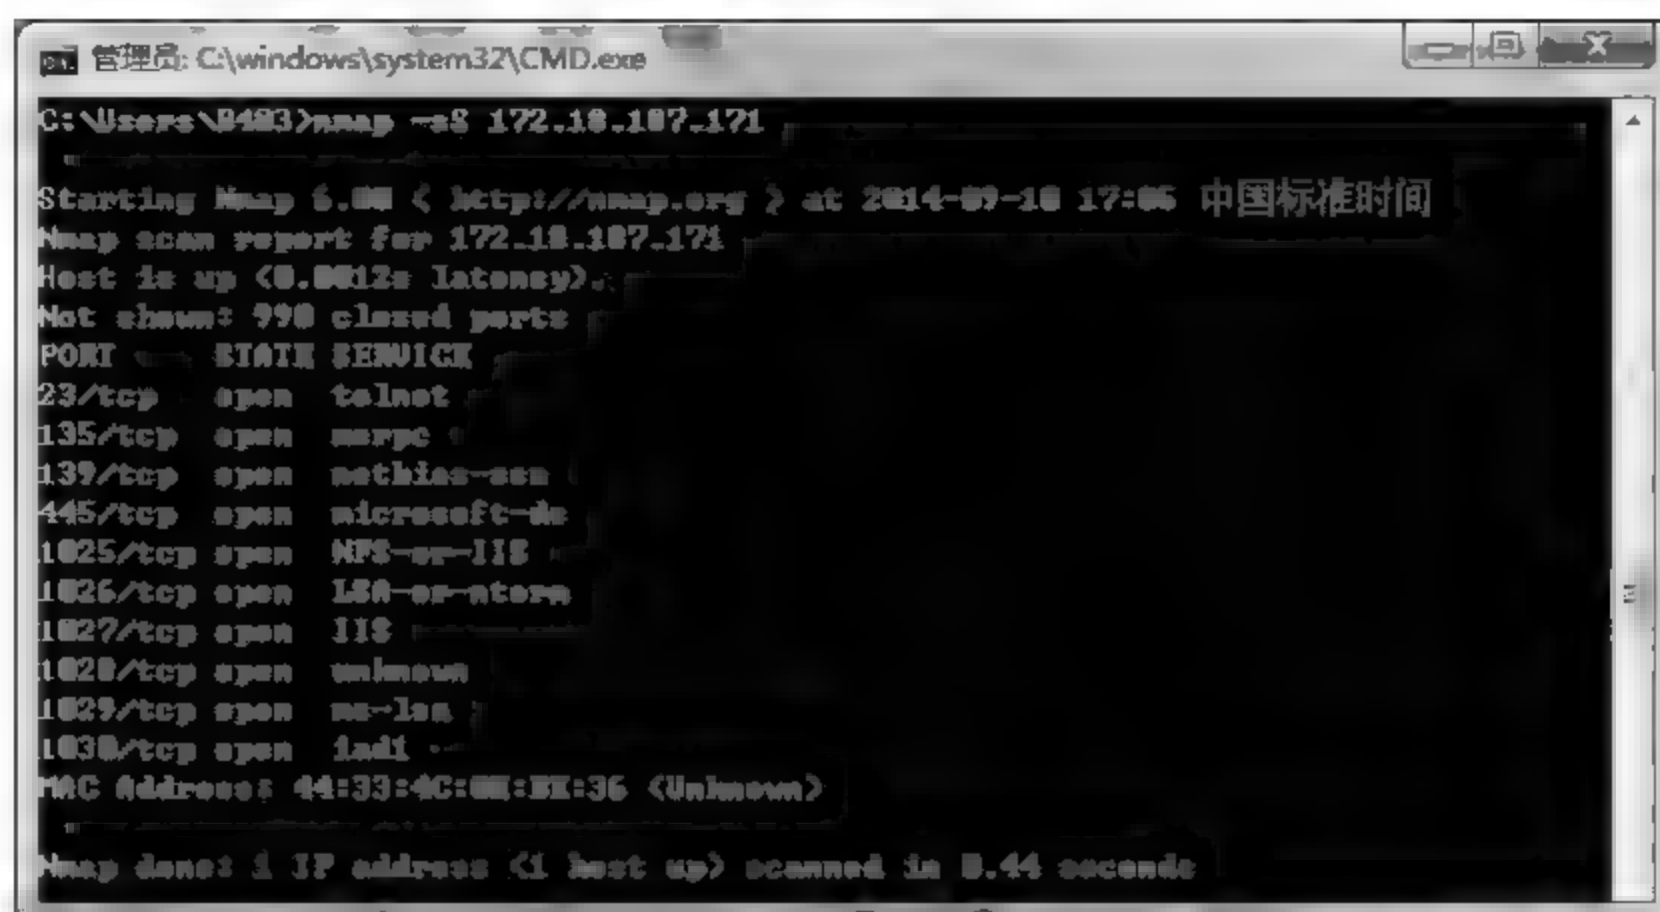 管理员: C:\windows\system32\CMD.exe
C:\Users\B403>nmap -sS 172.18.187.171
Starting Nmap 6.00 ( http://nmap.org ) at 2014-09-18 17:06 中国标准时间
Nmap scan report for 172.18.187.171
Host is up (0.0012s latency).
Not shown: 990 closed ports
PORT STATE SERVICE
23/tcp open telnet
135/tcp open msrpc
139/tcp open netbios-ssn
445/tcp open microsoft-ds
1025/tcp open NFS-or-IIS
1026/tcp open LSA-or-nterm
1027/tcp open IIS
1028/tcp open unknown
1029/tcp open ms-lsa
1030/tcp open iad1
MAC Address: (Unknown)
Nmap done: 1 IP address (1 host up) scanned in seconds